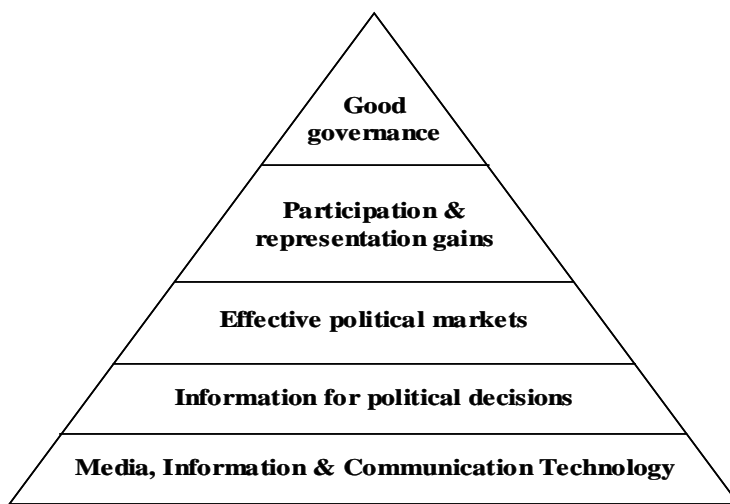 Good
governance
Participation &
representation gains
Effective political markets
Information for political decisions
Media, Information & Communication Technology